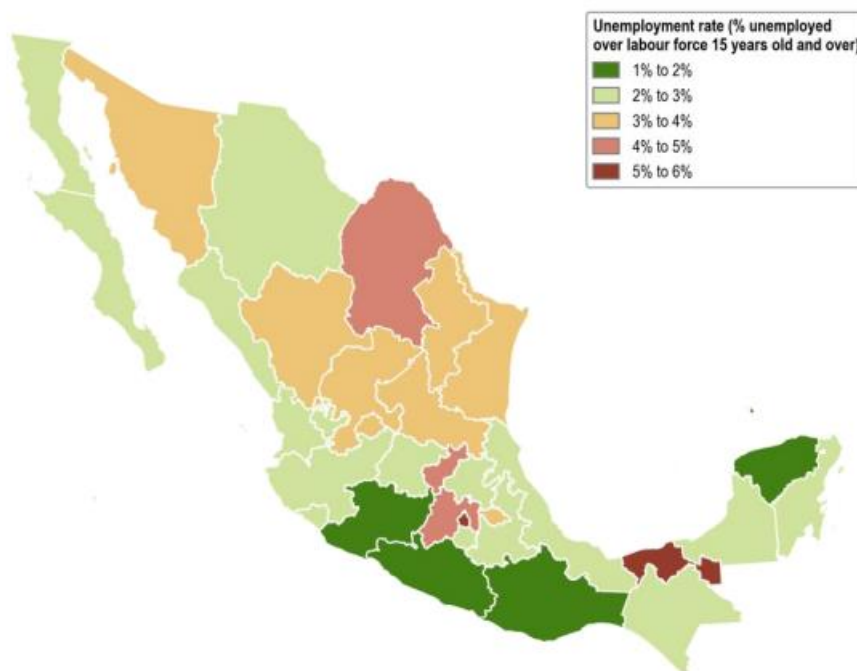 Unemployment rate (% unemployed
over labour force 15 years old and over)
1% to 2%
2% to 3%
3% to 4%
4% to 5%
5% to 6%